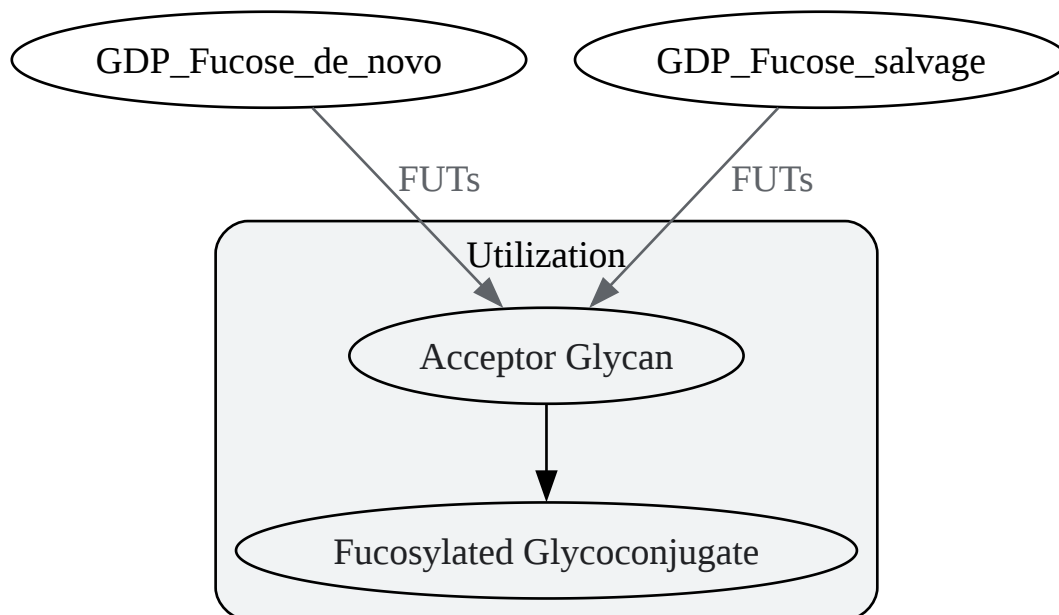 GDP_Fucose_de_novo
GDP_Fucose_salvage
FUTs
FUTs
Utilization
Acceptor Glycan
Fucosylated Glycoconjugate